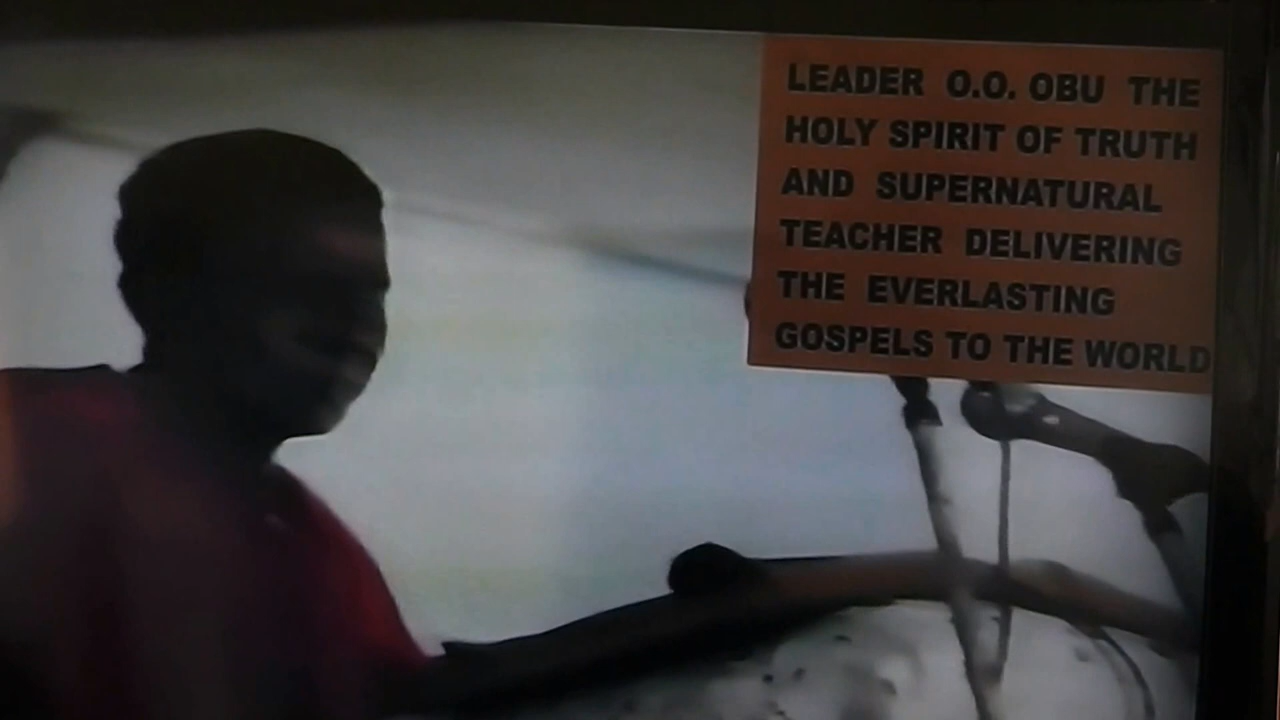 LEADER O.O. OBU THE
HOLY SPIRIT OF TRUTH
AND SUPERNATURAL
TEACHER DELIVERING
THE EVERLASTING
GOSPELS TO THE WORLD